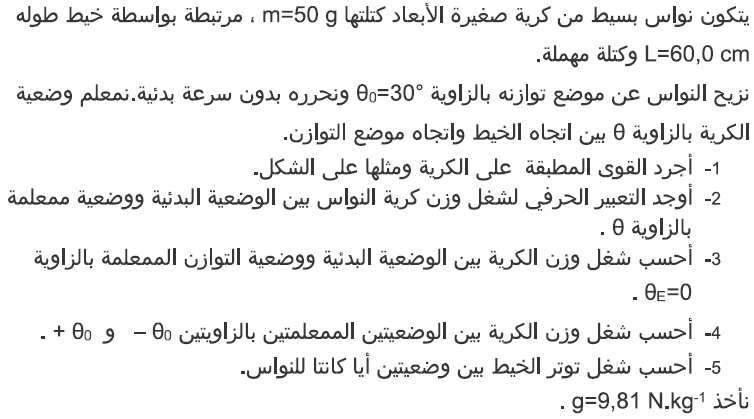 يتكون نواس بسيط من كرية صغيرة الأبعاد كتلتها m=50 g ، مرتبطة بواسطة خيط طوله
L=60,0 cm وكتلة مهملة.
نزيح النواس عن موضع توازنه بالزاوية θ₀=30° ونحرره بدون سرعة بدئية.نمعلم وضعية
الكرية بالزاوية θ بين اتجاه الخيط واتجاه موضع التوازن.
1- أجرد القوى المطبقة على الكرية ومثلها على الشكل.
2- أوجد التعبير الحرفي لشغل وزن كرية النواس بين الوضعية البدئية ووضعية ممعلمة
بالزاوية θ .
3- أحسب شغل وزن الكرية بين الوضعية البدئية ووضعية التوازن الممعلمة بالزاوية
θE=0 .
4- أحسب شغل وزن الكرية بين الوضعيتين الممعلمتين بالزاويتين θ₀ – و θ₀ + .
5- أحسب شغل توتر الخيط بين وضعيتين أيا كانتا للنواس.
نأخذ g=9,81 N.kg⁻¹ .